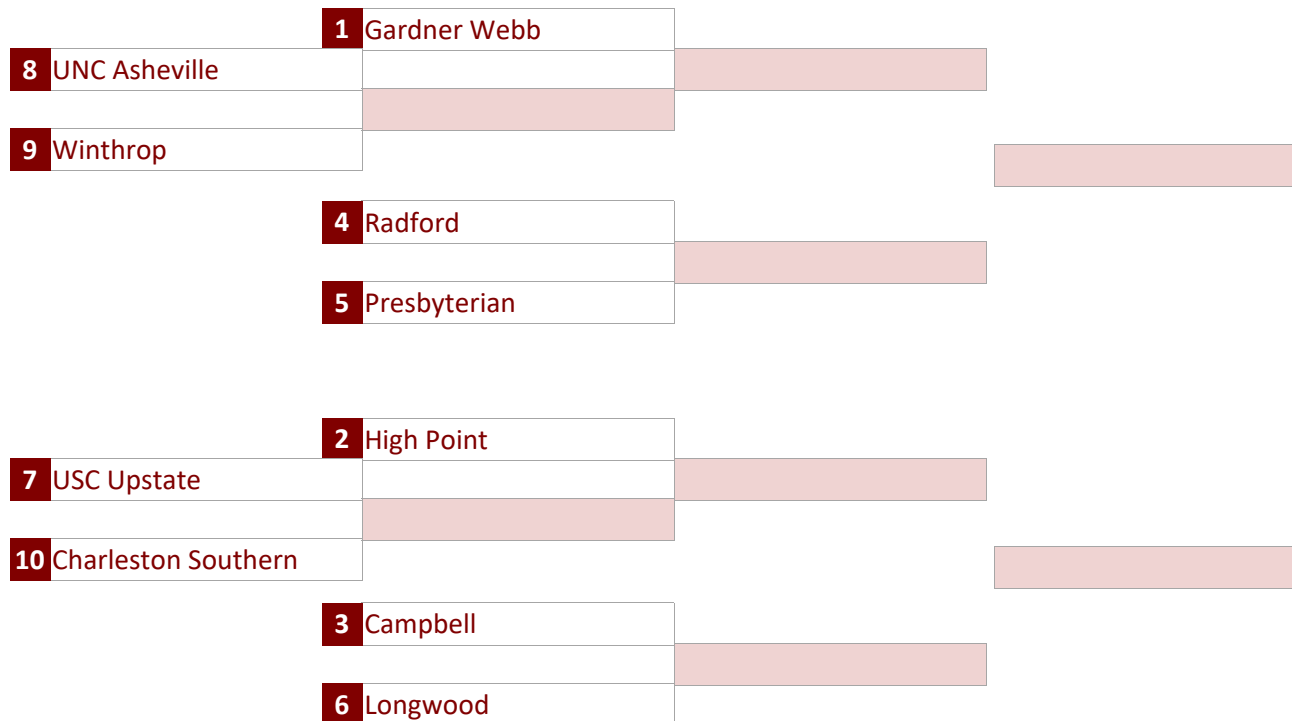 1 Gardner Webb
8 UNC Asheville
9 Winthrop
4 Radford
5 Presbyterian
2 High Point
7 USC Upstate
10 Charleston Southern
3 Campbell
6 Longwood